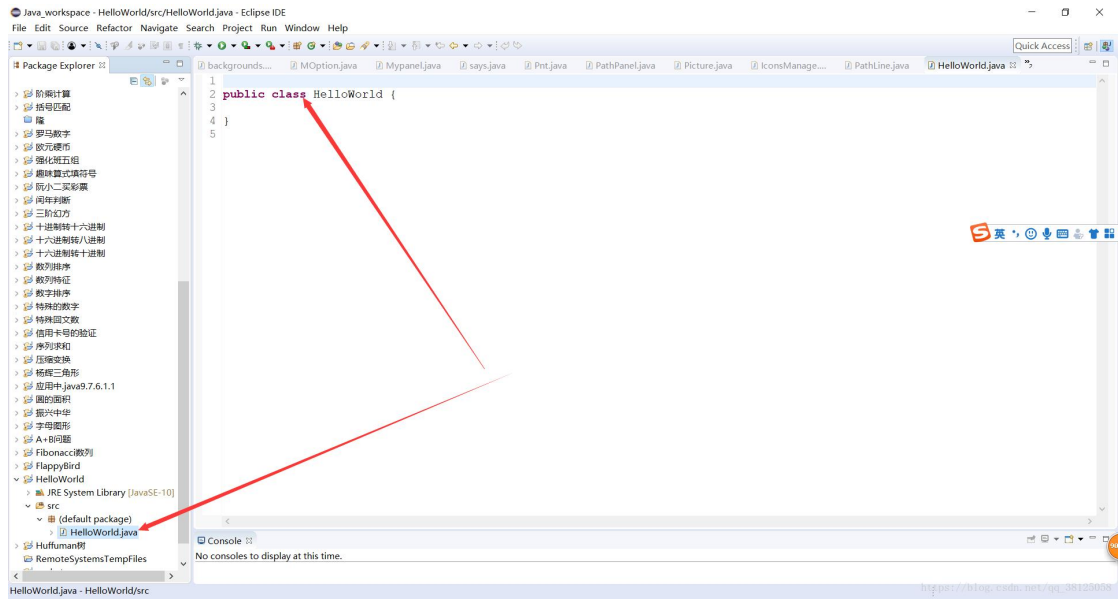 Java_workspace - HelloWorld/src/HelloWorld.java - Eclipse IDE
File Edit Source Refactor Navigate Search Project Run Window Help
Quick Access
Package Explorer
backgrounds.... MOption.java Mypanel.java says.java Pnt.java PathPanel.java Picture.java IconsManage.... PathLine.java HelloWorld.java
1
2 public class HelloWorld {
3
4 }
5
阶乘计算
括号匹配
隆
罗马数字
欧元硬币
强化班五组
趣味算式填符号
阮小二买彩票
闰年判断
三阶幻方
十进制转十六进制
十六进制转八进制
十六进制转十进制
数列排序
数列特征
数字排序
特殊的数字
特殊回文数
信用卡号的验证
序列求和
压缩变换
杨辉三角形
应用中.java9.7.6.1.1
圆的面积
振兴中华
字母图形
A+B问题
Fibonacci数列
FlappyBird
HelloWorld
JRE System Library [JavaSE-10]
src
(default package)
HelloWorld.java
Huffuman树
RemoteSystemsTempFiles
英
Console
No consoles to display at this time.
HelloWorld.java - HelloWorld/src
https://blog.csdn.net/qq_38125058